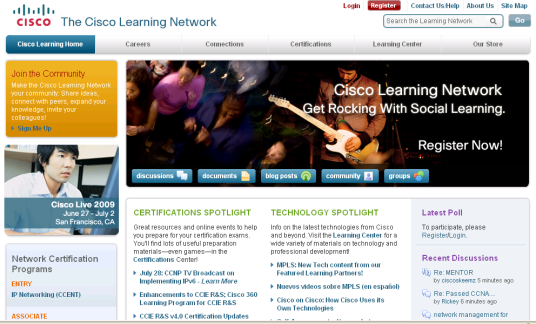 Login Register Contact Us/Help About Us Site Map
CISCO The Cisco Learning Network
Search the Learning Network Go
Cisco Learning Home Careers Connections Certifications Learning Center Our Store
Join the Community
Make the Cisco Learning Network
your community. Share ideas,
connect with peers, expand your
knowledge, invite your
colleagues!
Sign Me Up
Cisco Learning Network
Get Rocking With Social Learning.
Register Now!
discussions documents blog posts community groups
Cisco Live 2009
June 27 - July 2
San Francisco, CA
Network Certification
Programs
ENTRY
IP Networking (CCENT)
ASSOCIATE
CERTIFICATIONS SPOTLIGHT
Great resources and online events to help
you prepare for your certification exams.
You'll find lots of useful preparation
materials—even games—in the
Certifications Center!
July 28: CCNP TV Broadcast on
Implementing IPv6 - Learn More
Enhancements to CCIE R&S; Cisco 360
Learning Program for CCIE R&S
CCIE R&S v4.0 Certification Updates
TECHNOLOGY SPOTLIGHT
Info on the latest technologies from Cisco
and beyond. Visit the Learning Center for a
wide variety of materials on technology and
professional development!
MPLS: New Tech content from our
Featured Learning Partners!
Nuevos videos sobre MPLS (en español)
Cisco on Cisco: How Cisco Uses its
Own Technologies
Latest Poll
To participate, please
Register/Login.
Recent Discussions
Re: MENTOR
by ciscokeemz 5 minutes ago
Re: Passed CCNA...
by Rickey 6 minutes ago
network management for